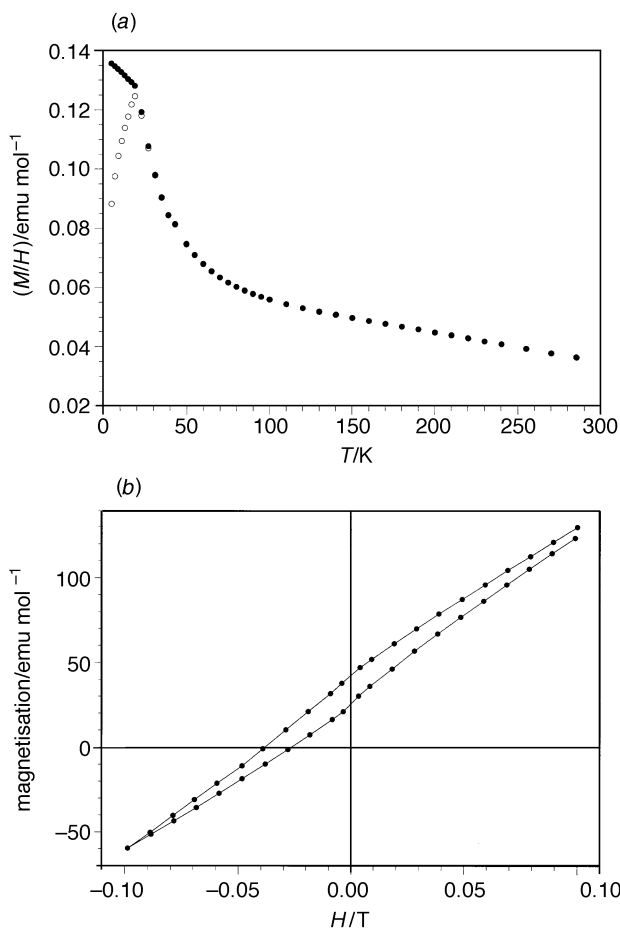 (a)
0.14
0.12
0.10
0.08
0.06
0.04
0.02
(M/H)/emu mol⁻¹
0 50 100 150 200 250 300
T/K
(b)
100
50
0
−50
magnetisation/emu mol⁻¹
−0.10 −0.05 0.00 0.05 0.10
H/T